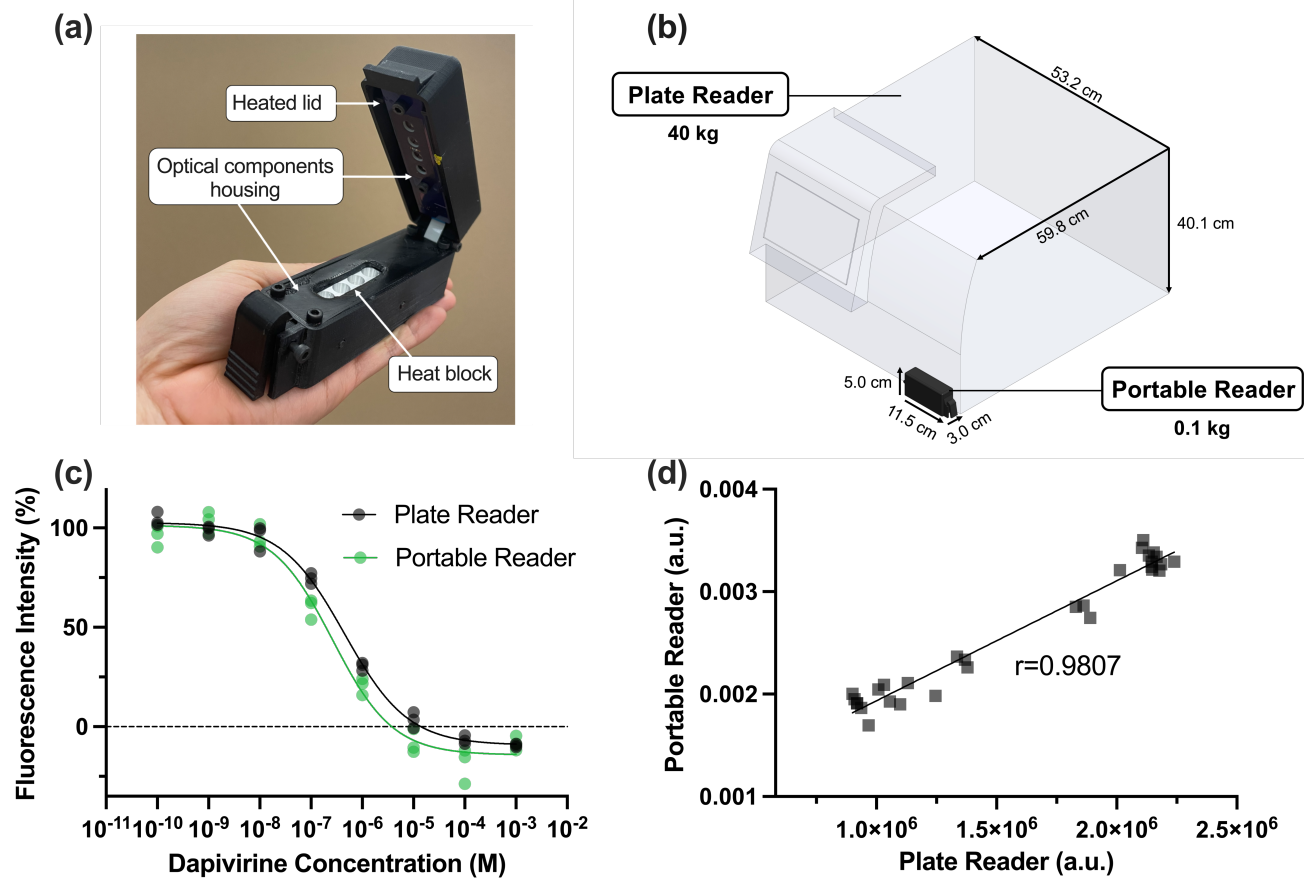 (a)
Heated lid
Optical components
housing
Heat block
(b)
Plate Reader
40 kg
53.2 cm
59.8 cm
40.1 cm
5.0 cm
11.5 cm
3.0 cm
Portable Reader
0.1 kg
(c)
Fluorescence Intensity (%)
100
50
0
Plate Reader
Portable Reader
10⁻¹¹ 10⁻¹⁰ 10⁻⁹ 10⁻⁸ 10⁻⁷ 10⁻⁶ 10⁻⁵ 10⁻⁴ 10⁻³ 10⁻²
Dapivirine Concentration (M)
(d)
Portable Reader (a.u.)
0.004
0.003
0.002
0.001
r=0.9807
1.0×10⁶ 1.5×10⁶ 2.0×10⁶ 2.5×10⁶
Plate Reader (a.u.)